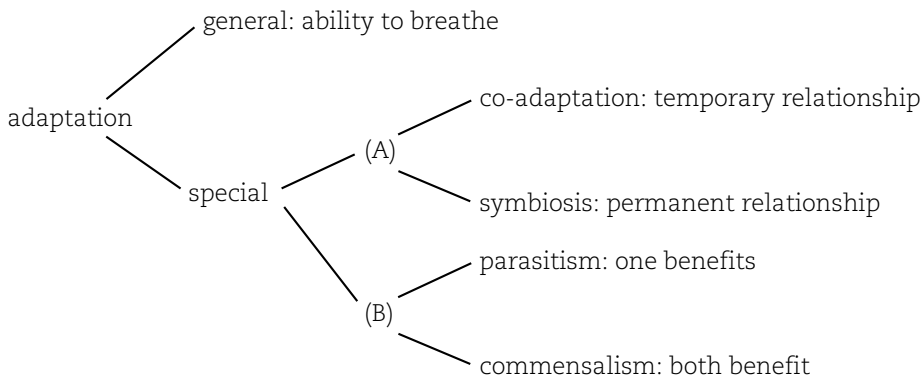 general: ability to breathe
co-adaptation: temporary relationship
adaptation
(A)
special
symbiosis: permanent relationship
parasitism: one benefits
(B)
commensalism: both benefit